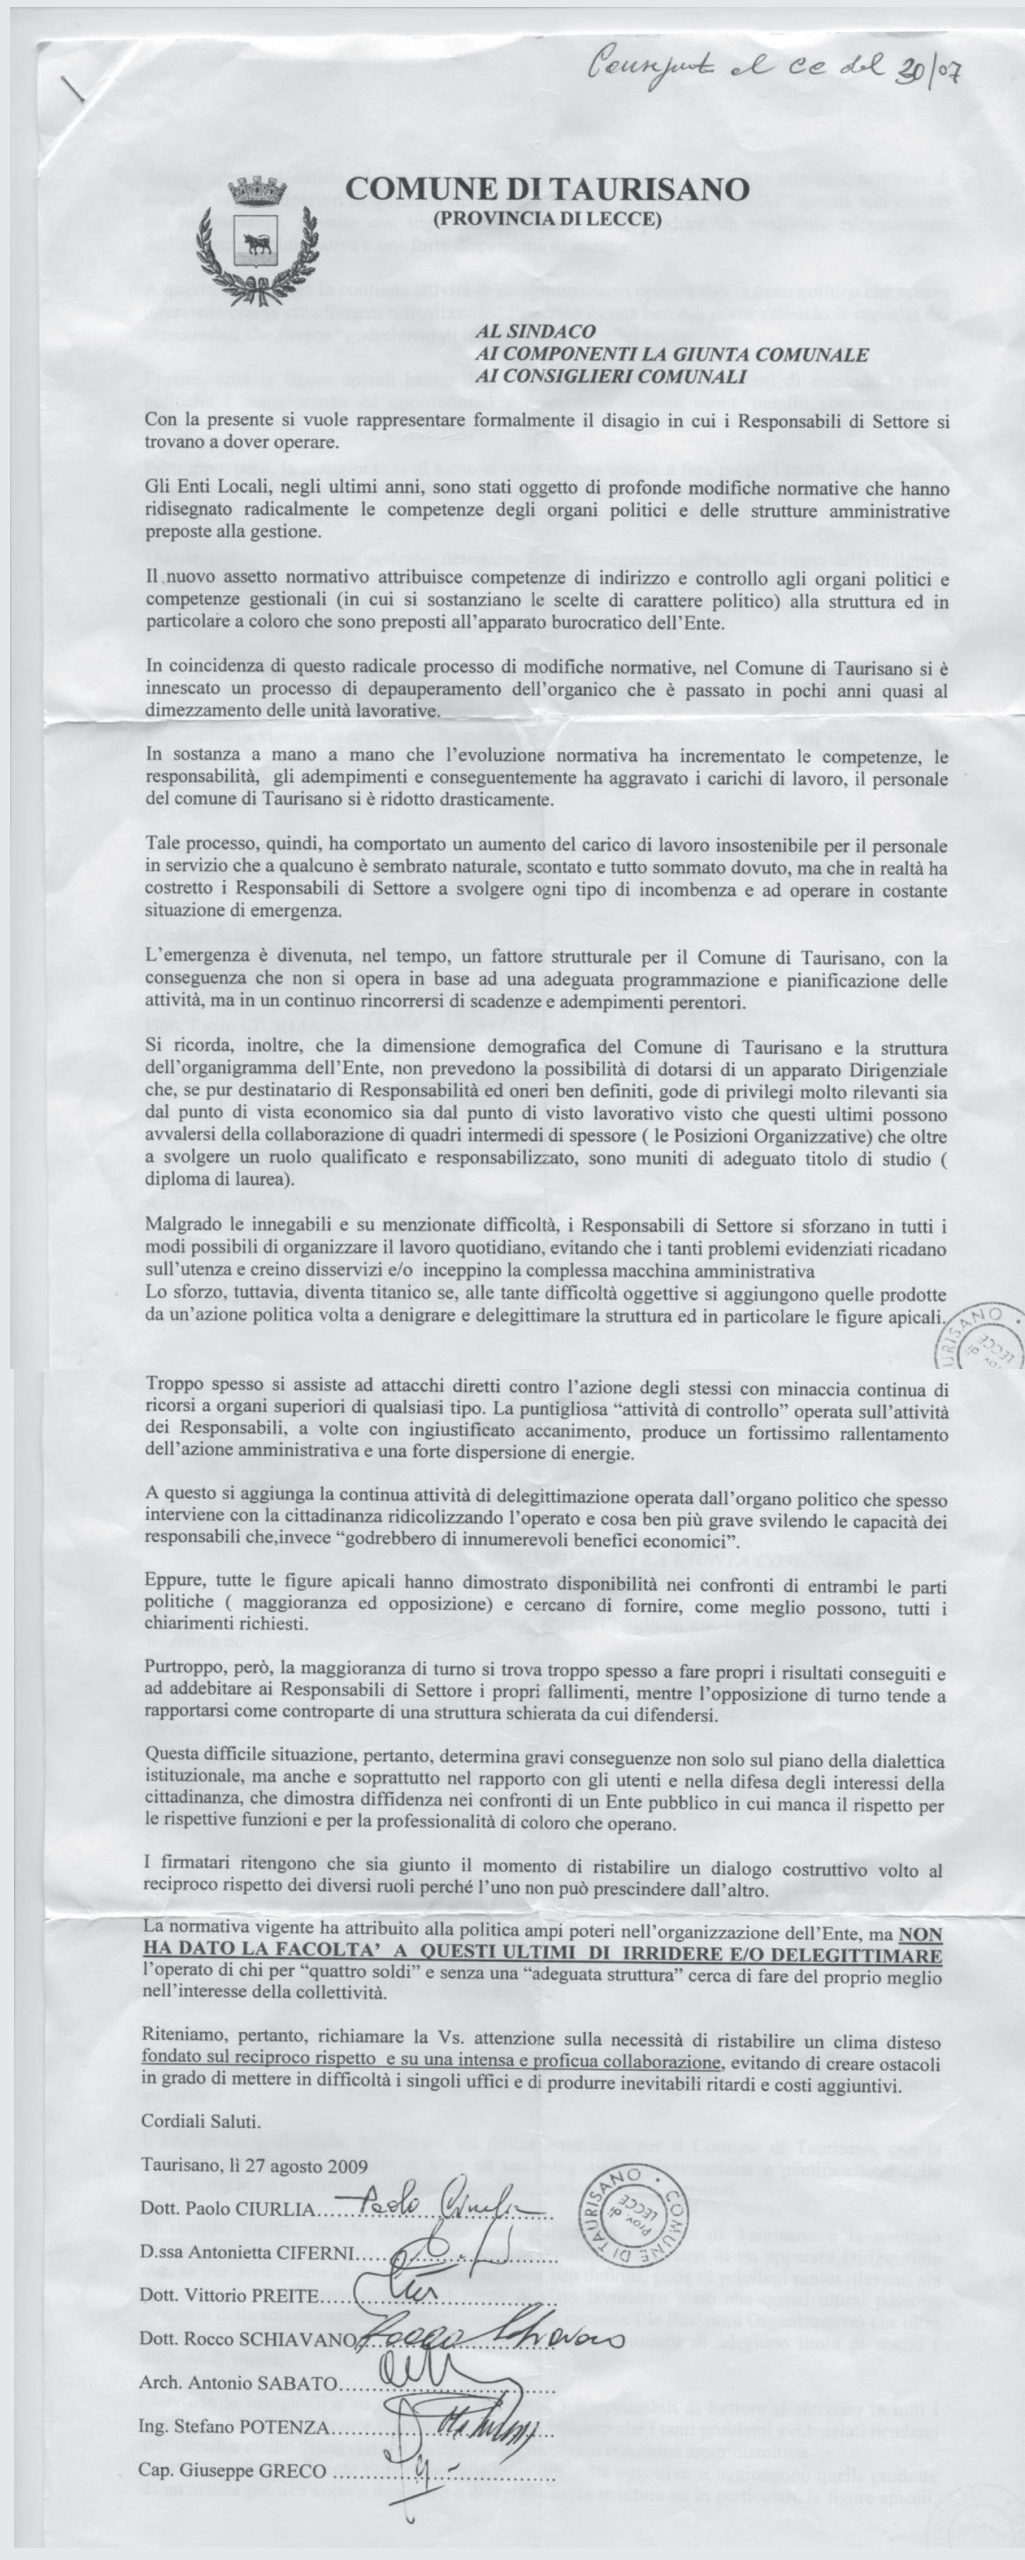 el cc del 30/07
COMUNE DI TAURISANO
(PROVINCIA DI LECCE)
AL SINDACO
AI COMPONENTI LA GIUNTA COMUNALE
AI CONSIGLIERI COMUNALI
Con la presente si vuole rappresentare formalmente il disagio in cui i Responsabili di Settore si
trovano a dover operare.
Gli Enti Locali, negli ultimi anni, sono stati oggetto di profonde modifiche normative che hanno
ridisegnato radicalmente le competenze degli organi politici e delle strutture amministrative
preposte alla gestione.
Il nuovo assetto normativo attribuisce competenze di indirizzo e controllo agli organi politici e
competenze gestionali (in cui si sostanziano le scelte di carattere politico) alla struttura ed in
particolare a coloro che sono preposti all'apparato burocratico dell'Ente.
In coincidenza di questo radicale processo di modifiche normative, nel Comune di Taurisano si è
innescato un processo di depauperamento dell'organico che è passato in pochi anni quasi al
dimezzamento delle unità lavorative.
In sostanza a mano a mano che l'evoluzione normativa ha incrementato le competenze, le
responsabilità, gli adempimenti e conseguentemente ha aggravato i carichi di lavoro, il personale
del comune di Taurisano si è ridotto drasticamente.
Tale processo, quindi, ha comportato un aumento del carico di lavoro insostenibile per il personale
in servizio che a qualcuno è sembrato naturale, scontato e tutto sommato dovuto, ma che in realtà ha
costretto i Responsabili di Settore a svolgere ogni tipo di incombenza e ad operare in costante
situazione di emergenza.
L'emergenza è divenuta, nel tempo, un fattore strutturale per il Comune di Taurisano, con la
conseguenza che non si opera in base ad una adeguata programmazione e pianificazione delle
attività, ma in un continuo rincorrersi di scadenze e adempimenti perentori.
Si ricorda, inoltre, che la dimensione demografica del Comune di Taurisano e la struttura
dell'organigramma dell'Ente, non prevedono la possibilità di dotarsi di un apparato Dirigenziale
che, se pur destinatario di Responsabilità ed oneri ben definiti, gode di privilegi molto rilevanti sia
dal punto di vista economico sia dal punto di visto lavorativo visto che questi ultimi possono
avvalersi della collaborazione di quadri intermedi di spessore ( le Posizioni Organizzative) che oltre
a svolgere un ruolo qualificato e responsabilizzato, sono muniti di adeguato titolo di studio (
diploma di laurea).
Malgrado le innegabili e su menzionate difficoltà, i Responsabili di Settore si sforzano in tutti i
modi possibili di organizzare il lavoro quotidiano, evitando che i tanti problemi evidenziati ricadano
sull'utenza e creino disservizi e/o inceppino la complessa macchina amministrativa
Lo sforzo, tuttavia, diventa titanico se, alle tante difficoltà oggettive si aggiungono quelle prodotte
da un'azione politica volta a denigrare e delegittimare la struttura ed in particolare le figure apicali.
Troppo spesso si assiste ad attacchi diretti contro l'azione degli stessi con minaccia continua di
ricorsi a organi superiori di qualsiasi tipo. La puntigliosa “attività di controllo” operata sull'attività
dei Responsabili, a volte con ingiustificato accanimento, produce un fortissimo rallentamento
dell'azione amministrativa e una forte dispersione di energie.
A questo si aggiunga la continua attività di delegittimazione operata dall'organo politico che spesso
interviene con la cittadinanza ridicolizzando l'operato e cosa ben più grave svilendo le capacità dei
responsabili che,invece “godrebbero di innumerevoli benefici economici”.
Eppure, tutte le figure apicali hanno dimostrato disponibilità nei confronti di entrambi le parti
politiche ( maggioranza ed opposizione) e cercano di fornire, come meglio possono, tutti i
chiarimenti richiesti.
Purtroppo, però, la maggioranza di turno si trova troppo spesso a fare propri i risultati conseguiti e
ad addebitare ai Responsabili di Settore i propri fallimenti, mentre l'opposizione di turno tende a
rapportarsi come controparte di una struttura schierata da cui difendersi.
Questa difficile situazione, pertanto, determina gravi conseguenze non solo sul piano della dialettica
istituzionale, ma anche e soprattutto nel rapporto con gli utenti e nella difesa degli interessi della
cittadinanza, che dimostra diffidenza nei confronti di un Ente pubblico in cui manca il rispetto per
le rispettive funzioni e per la professionalità di coloro che operano.
I firmatari ritengono che sia giunto il momento di ristabilire un dialogo costruttivo volto al
reciproco rispetto dei diversi ruoli perché l'uno non può prescindere dall'altro.
La normativa vigente ha attribuito alla politica ampi poteri nell'organizzazione dell'Ente, ma NON
HA DATO LA FACOLTA' A QUESTI ULTIMI DI IRRIDERE E/O DELEGITTIMARE
l'operato di chi per “quattro soldi” e senza una “adeguata struttura” cerca di fare del proprio meglio
nell'interesse della collettività.
Riteniamo, pertanto, richiamare la Vs. attenzione sulla necessità di ristabilire un clima disteso
fondato sul reciproco rispetto e su una intensa e proficua collaborazione, evitando di creare ostacoli
in grado di mettere in difficoltà i singoli uffici e di produrre inevitabili ritardi e costi aggiuntivi.
Cordiali Saluti.
Taurisano, lì 27 agosto 2009
Dott. Paolo CIURLIA Paolo Ciurlia
COMUNE DI TAURISANO
Prov. di LECCE
D.ssa Antonietta CIFERNI
Dott. Vittorio PREITE
Dott. Rocco SCHIAVANO Rocco Schiavano
Arch. Antonio SABATO
Ing. Stefano POTENZA
Cap. Giuseppe GRECO